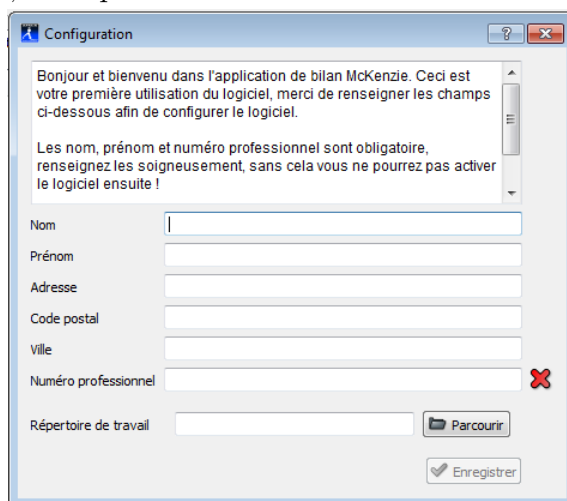 Configuration
Bonjour et bienvenu dans l'application de bilan McKenzie. Ceci est
votre première utilisation du logiciel, merci de renseigner les champs
ci-dessous afin de configurer le logiciel.
Les nom, prénom et numéro professionnel sont obligatoire,
renseignez les soigneusement, sans cela vous ne pourrez pas activer
le logiciel ensuite !
Nom
Prénom
Adresse
Code postal
Ville
Numéro professionnel
Répertoire de travail
Parcourir
Enregistrer